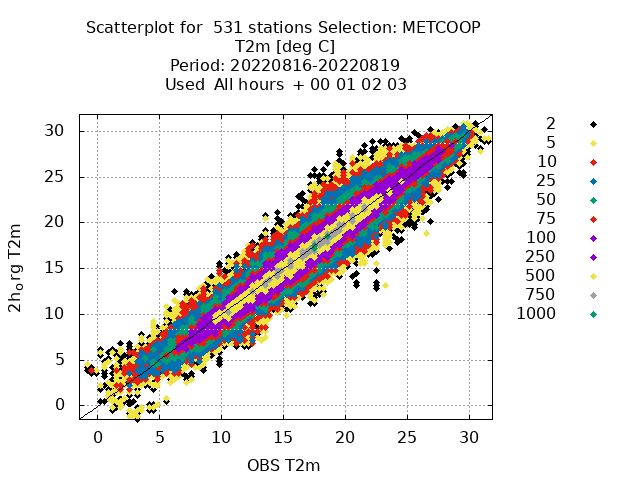 Scatterplot for 531 stations Selection: METCOOP
T2m [deg C]
Period: 20220816-20220819
Used All hours + 00 01 02 03
30
25
20
15
10
5
0
2h_org T2m
0 5 10 15 20 25 30
OBS T2m
2
5
10
25
50
75
100
250
500
750
1000